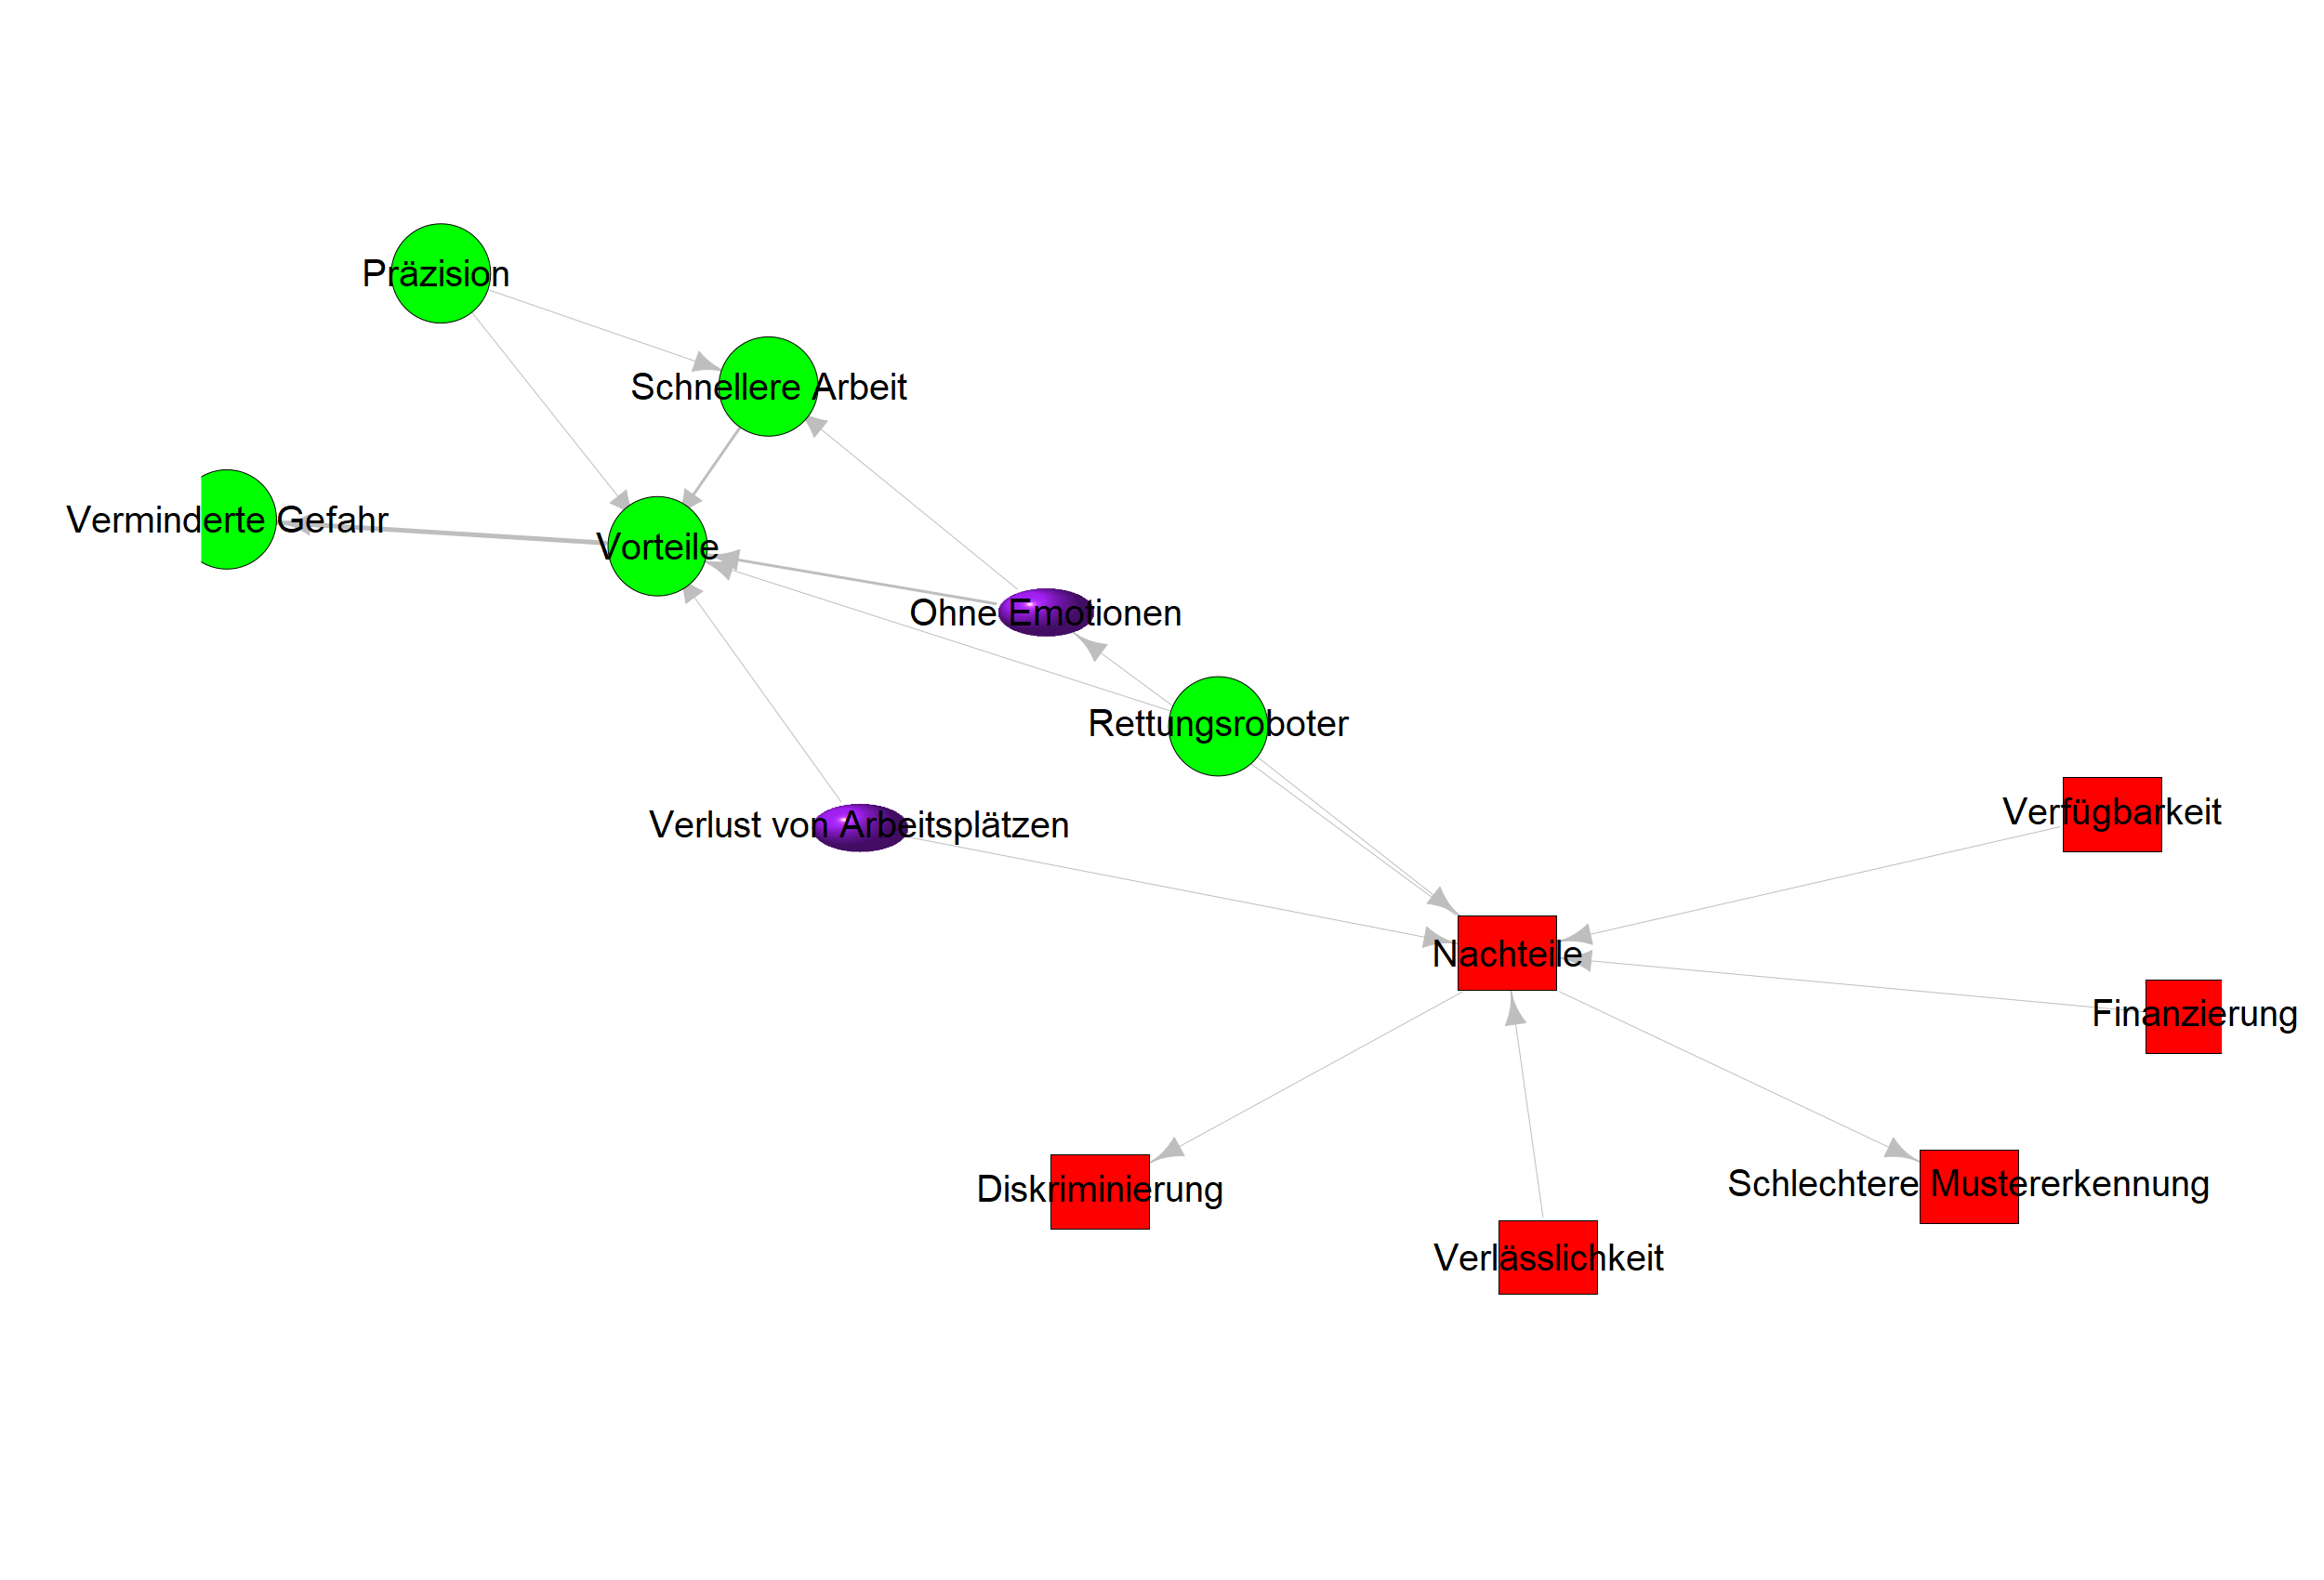 Präzision
Schnellere Arbeit
Verminderte Gefahr
Vorteile
Ohne Emotionen
Rettungsroboter
Verlust von Arbeitsplätzen
Verfügbarkeit
Nachteile
Finanzierung
Diskriminierung
Schlechtere Mustererkennung
Verlässlichkeit